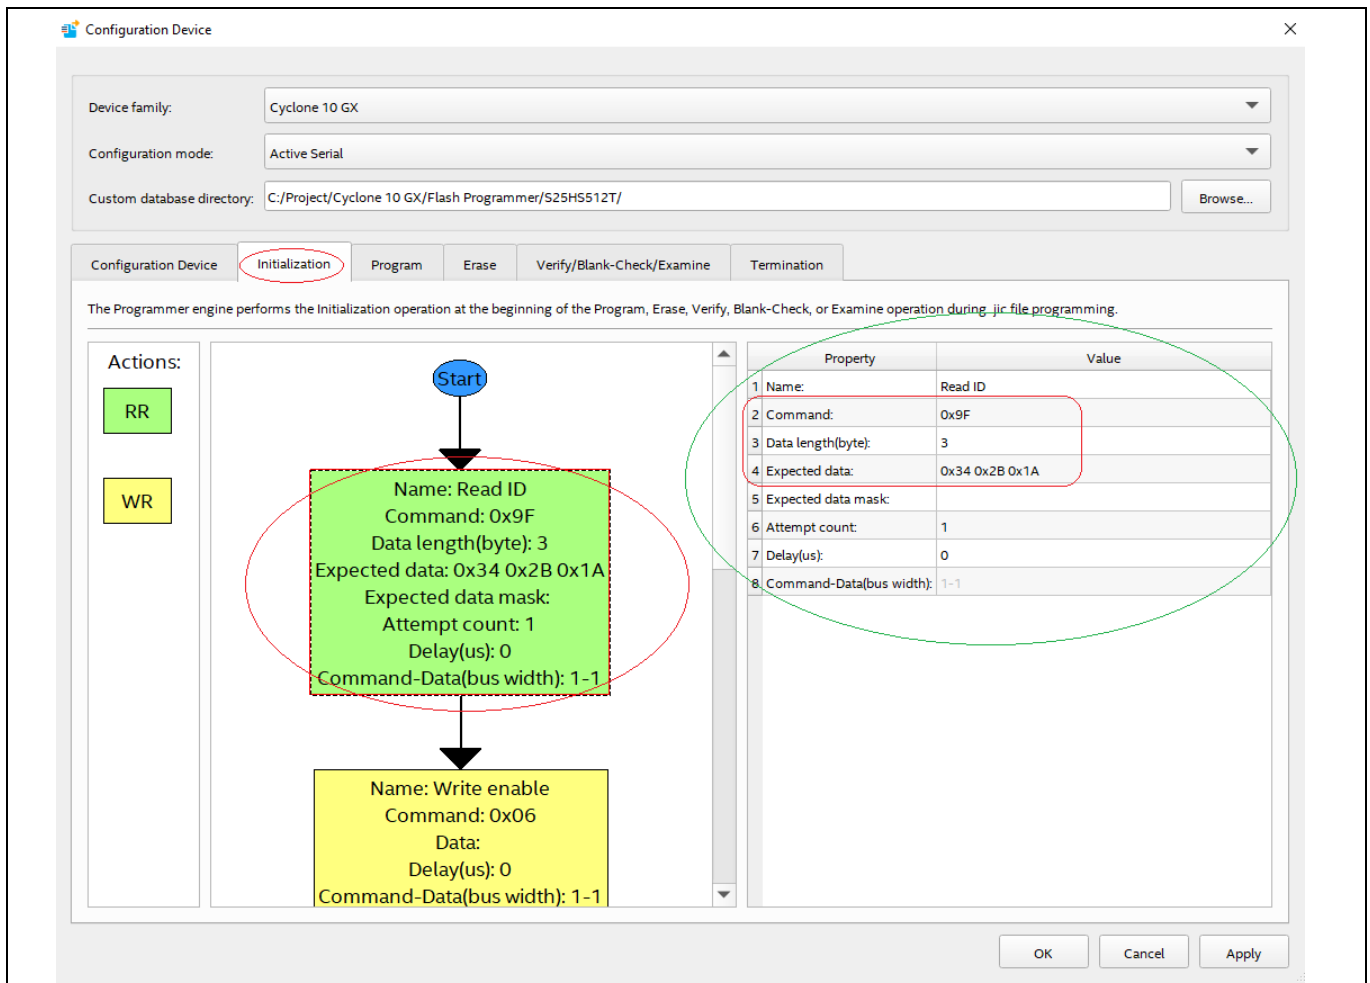 Configuration Device
Device family: Cyclone 10 GX
Configuration mode: Active Serial
Custom database directory: C:/Project/Cyclone 10 GX/Flash Programmer/S25HS512T/ Browse...
Configuration Device Initialization Program Erase Verify/Blank-Check/Examine Termination
The Programmer engine performs the Initialization operation at the beginning of the Program, Erase, Verify, Blank-Check, or Examine operation during .jic file programming.
Actions:
RR
WR
Start
Name: Read ID
Command: 0x9F
Data length(byte): 3
Expected data: 0x34 0x2B 0x1A
Expected data mask:
Attempt count: 1
Delay(us): 0
Command-Data(bus width): 1-1
Name: Write enable
Command: 0x06
Data:
Delay(us): 0
Command-Data(bus width): 1-1
Property Value
1 Name: Read ID
2 Command: 0x9F
3 Data length(byte): 3
4 Expected data: 0x34 0x2B 0x1A
5 Expected data mask:
6 Attempt count: 1
7 Delay(us): 0
8 Command-Data(bus width): 1-1
OK Cancel Apply